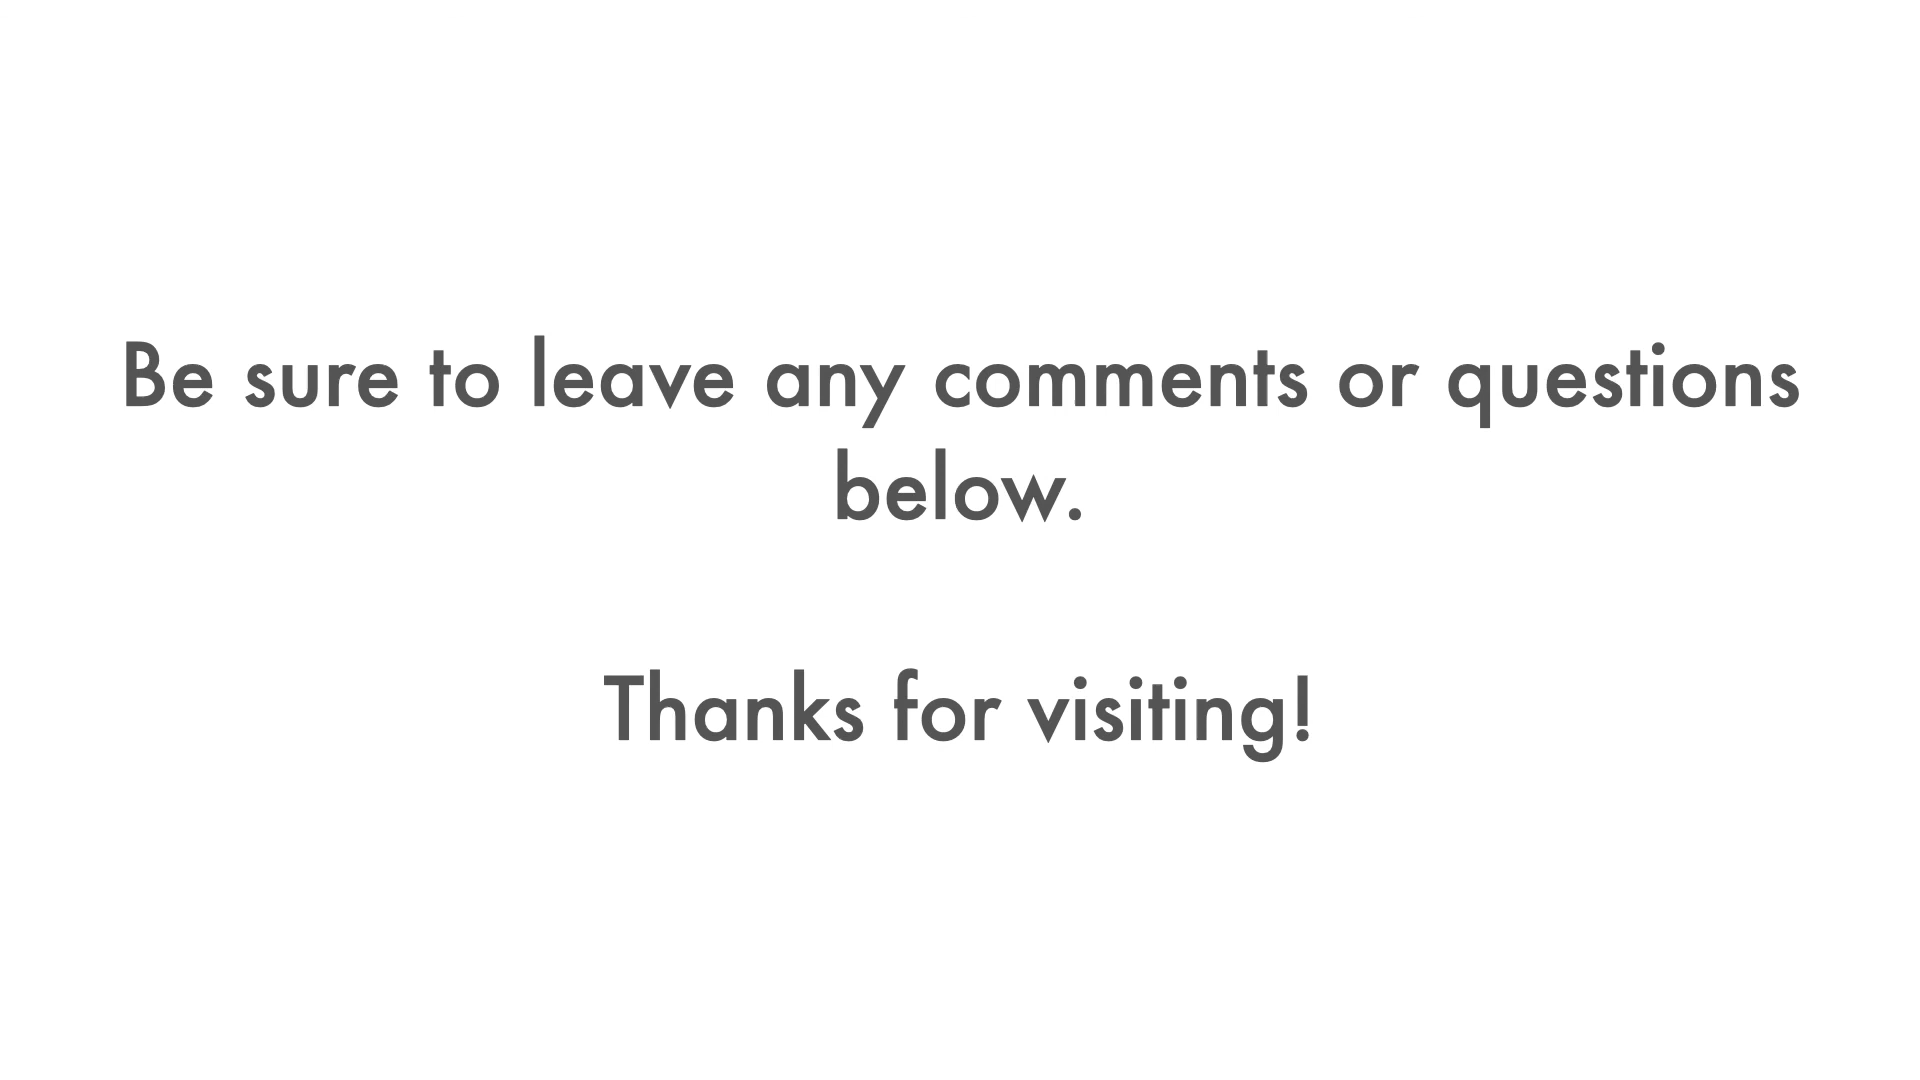 Be sure to leave any comments or questions
below.
Thanks for visiting!